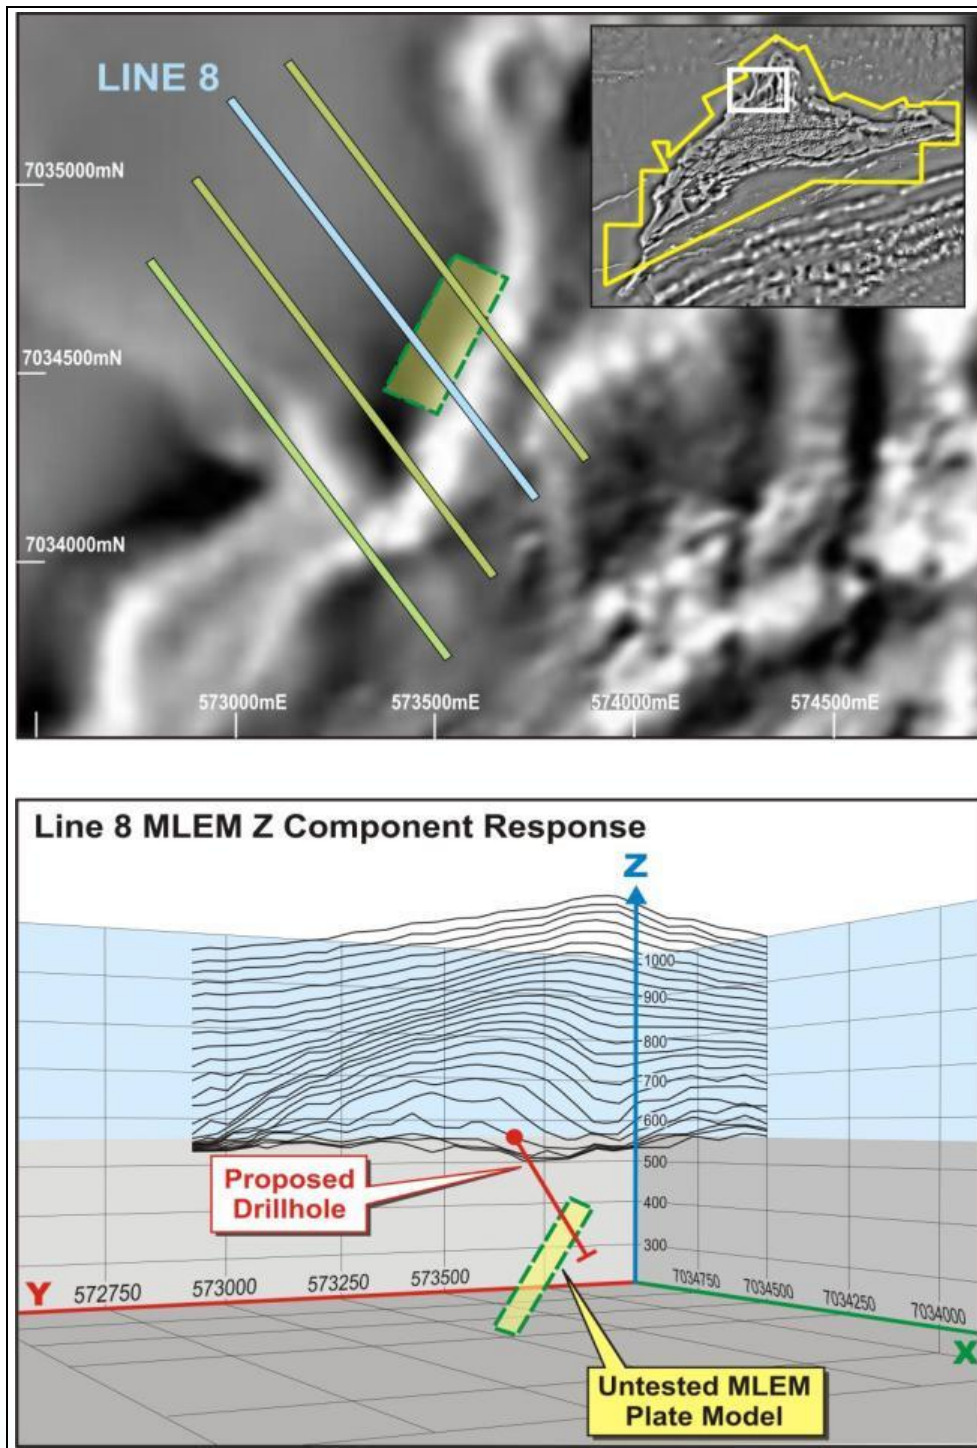 LINE 8
7035000mN
7034500mN
7034000mN
573000mE
573500mE
574000mE
574500mE
Line 8 MLEM Z Component Response
Z
1000
900
800
700
600
500
400
300
Proposed
Drillhole
Y
572750
573000
573250
573500
7034750
7034500
7034250
7034000
X
Untested MLEM
Plate Model